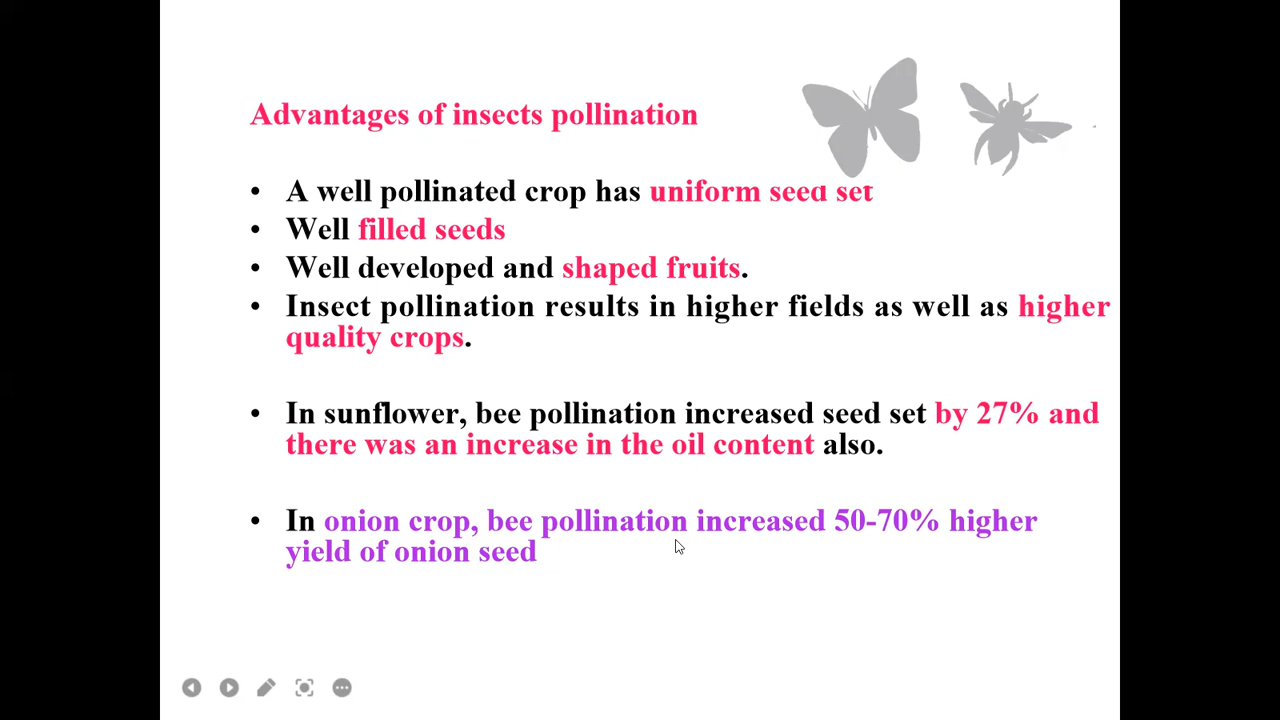 Advantages of insects pollination
• A well pollinated crop has uniform seed set
• Well filled seeds
• Well developed and shaped fruits.
• Insect pollination results in higher fields as well as higher
quality crops.
• In sunflower, bee pollination increased seed set by 27% and
there was an increase in the oil content also.
• In onion crop, bee pollination increased 50-70% higher
yield of onion seed